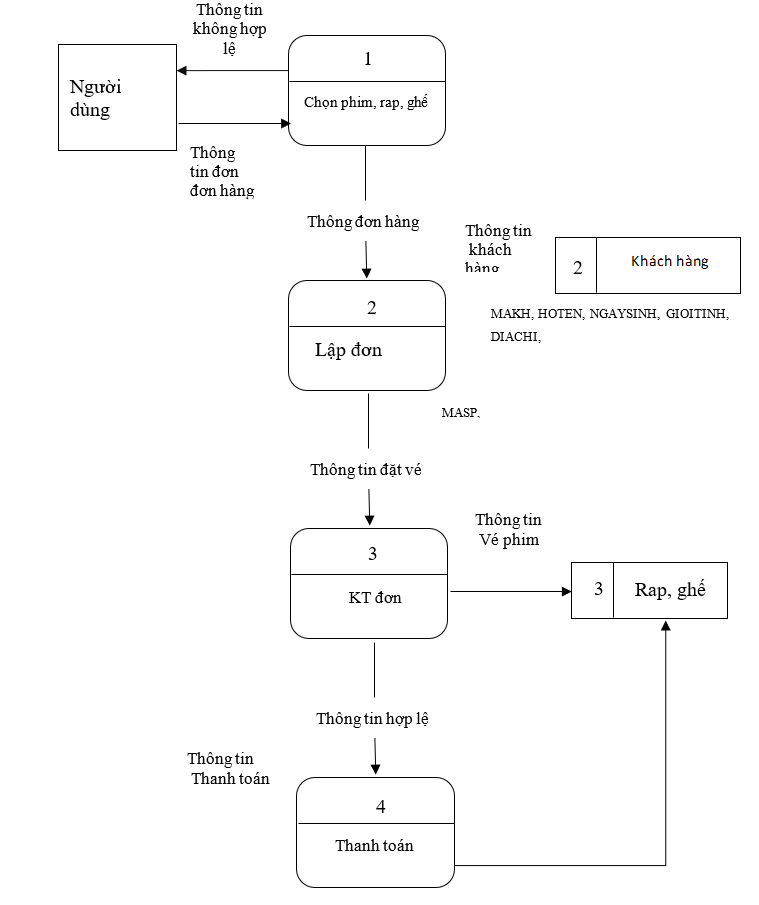 Thông tin
không hợp
lệ
1
Người
dùng
Chọn phim, rap, ghế
Thông
tin đơn
đơn hàng
Thông đơn hàng
Thông tin
khách
hàng
2
Khách hàng
2
MAKH, HOTEN, NGAYSINH, GIOITINH,
DIACHI,
Lập đơn
MASP,
Thông tin đặt vé
Thông tin
Vé phim
3
KT đơn
3
Rap, ghế
Thông tin hợp lệ
Thông tin
Thanh toán
4
Thanh toán